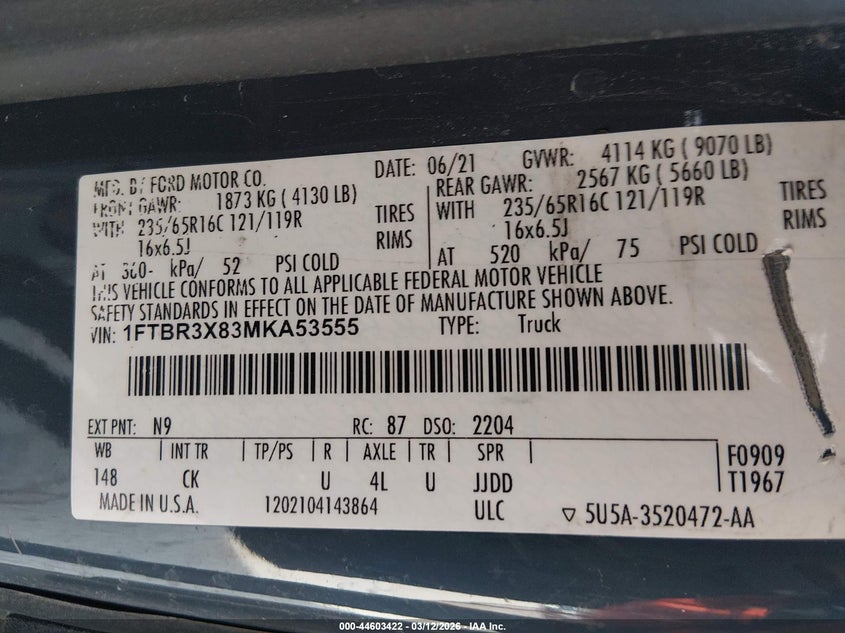 MFG. BY FORD MOTOR CO. DATE: 06/21 GVWR: 4114 KG ( 9070 LB)
FRONT GAWR: 1873 KG ( 4130 LB) REAR GAWR: 2567 KG ( 5660 LB)
WITH 235/65R16C 121/119R TIRES WITH 235/65R16C 121/119R TIRES
16x6.5J RIMS 16x6.5J RIMS
AT 360- kPa/ 52 PSI COLD AT 520 kPa/ 75 PSI COLD
THIS VEHICLE CONFORMS TO ALL APPLICABLE FEDERAL MOTOR VEHICLE
SAFETY STANDARDS IN EFFECT ON THE DATE OF MANUFACTURE SHOWN ABOVE.
VIN: 1FTBR3X83MKA53555 TYPE: Truck
EXT PNT: N9 RC: 87 DSO: 2204
WB | INT TR | TP/PS | R | AXLE | TR | SPR | F0909
148 CK U 4L U JJDD T1967
MADE IN U.S.A. 1202104143864 ULC ▽ 5U5A-3520472-AA
000-44603422 - 03/12/2026 - IAA Inc.